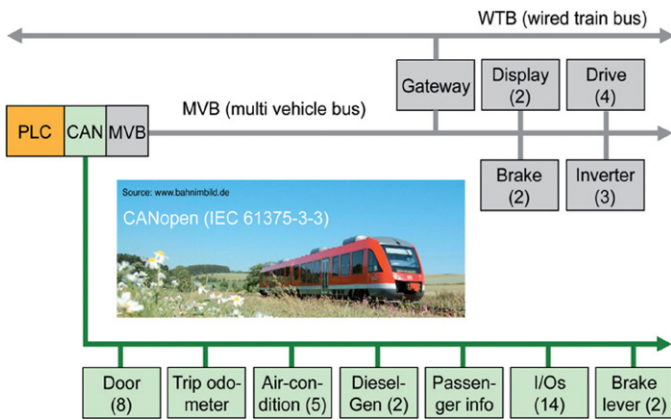 WTB (wired train bus)
Gateway
Display
(2)
Drive
(4)
MVB (multi vehicle bus)
PLC
CAN
MVB
Brake
(2)
Inverter
(3)
Source: www.bahnimbild.de
CANopen (IEC 61375-3-3)
Door
(8)
Trip odo-
meter
Air-con-
dition (5)
Diesel-
Gen (2)
Passen-
ger info
I/Os
(14)
Brake
lever (2)